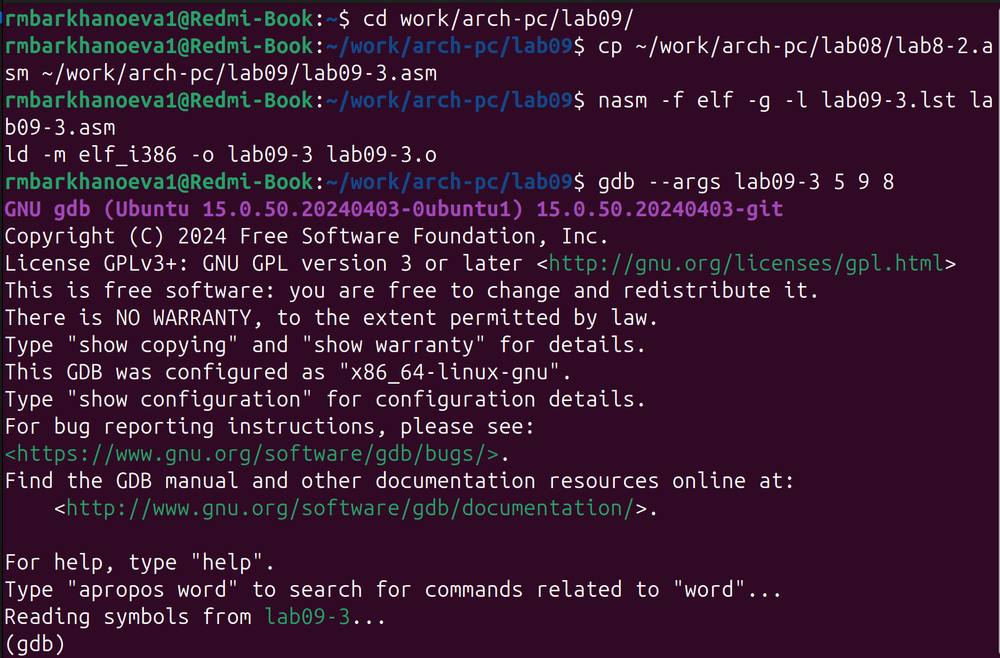 rmbarkhanoeva1@Redmi-Book:~$ cd work/arch-pc/lab09/
rmbarkhanoeva1@Redmi-Book:~/work/arch-pc/lab09$ cp ~/work/arch-pc/lab08/lab8-2.a
sm ~/work/arch-pc/lab09/lab09-3.asm
rmbarkhanoeva1@Redmi-Book:~/work/arch-pc/lab09$ nasm -f elf -g -l lab09-3.lst la
b09-3.asm
ld -m elf_i386 -o lab09-3 lab09-3.o
rmbarkhanoeva1@Redmi-Book:~/work/arch-pc/lab09$ gdb --args lab09-3 5 9 8
GNU gdb (Ubuntu 15.0.50.20240403-0ubuntu1) 15.0.50.20240403-git
Copyright (C) 2024 Free Software Foundation, Inc.
License GPLv3+: GNU GPL version 3 or later <http://gnu.org/licenses/gpl.html>
This is free software: you are free to change and redistribute it.
There is NO WARRANTY, to the extent permitted by law.
Type "show copying" and "show warranty" for details.
This GDB was configured as "x86_64-linux-gnu".
Type "show configuration" for configuration details.
For bug reporting instructions, please see:
<https://www.gnu.org/software/gdb/bugs/>.
Find the GDB manual and other documentation resources online at:
    <http://www.gnu.org/software/gdb/documentation/>.

For help, type "help".
Type "apropos word" to search for commands related to "word"...
Reading symbols from lab09-3...
(gdb)